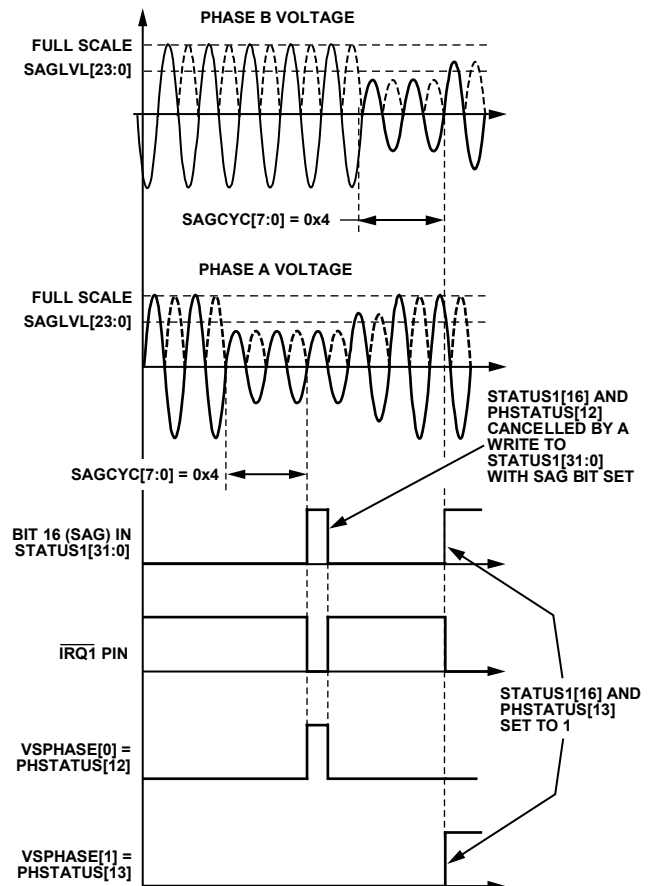 PHASE B VOLTAGE
FULL SCALE
SAGLVL[23:0]
SAGCYC[7:0] = 0x4
PHASE A VOLTAGE
FULL SCALE
SAGLVL[23:0]
STATUS1[16] AND
PHSTATUS[12]
CANCELLED BY A
WRITE TO
STATUS1[31:0]
WITH SAG BIT SET
SAGCYC[7:0] = 0x4
BIT 16 (SAG) IN
STATUS1[31:0]
IRQ1 PIN
STATUS1[16] AND
PHSTATUS[13]
SET TO 1
VSPHASE[0] =
PHSTATUS[12]
VSPHASE[1] =
PHSTATUS[13]